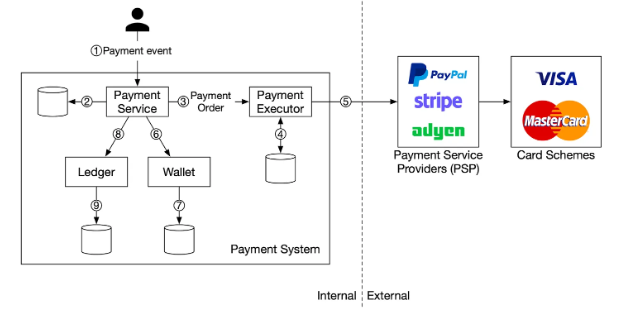 ① Payment event
Payment
Service
②
③ Payment
Order
Payment
Executor
⑤
④
⑧
⑥
Ledger
Wallet
⑨
⑦
Payment System
PayPal
stripe
adyen
Payment Service
Providers (PSP)
VISA
MasterCard
Card Schemes
Internal
External